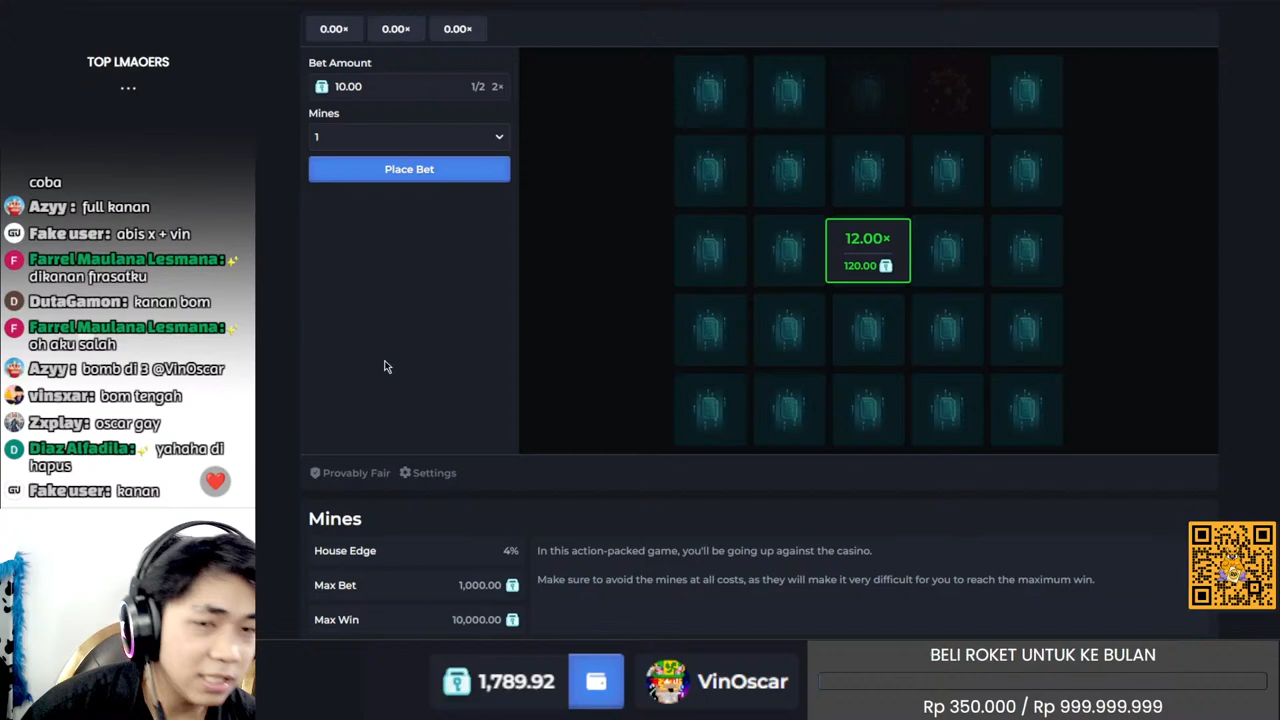 TOP LMAOERS
...
coba
Azyy : full kanan
Fake user: abis x + vin
Farrel Maulana Lesmana:
dikanan firasatku
DutaGamon: kanan bom
Farrel Maulana Lesmana:
oh aku salah
Azyy : bomb di 3 @VinOscar
vinsxar: bom tengah
Zxplay: oscar gay
Diaz Alfadila: yahaha di
hapus
Fake user: kanan
0.00× 0.00× 0.00×
Bet Amount
10.00 1/2 2×
Mines
1
Place Bet
12.00×
120.00
Provably Fair Settings
Mines
House Edge 4%
Max Bet 1,000.00
Max Win 10,000.00
In this action-packed game, you'll be going up against the casino.
Make sure to avoid the mines at all costs, as they will make it very difficult for you to reach the maximum win.
1,789.92
VinOscar
BELI ROKET UNTUK KE BULAN
Rp 350.000 / Rp 999.999.999